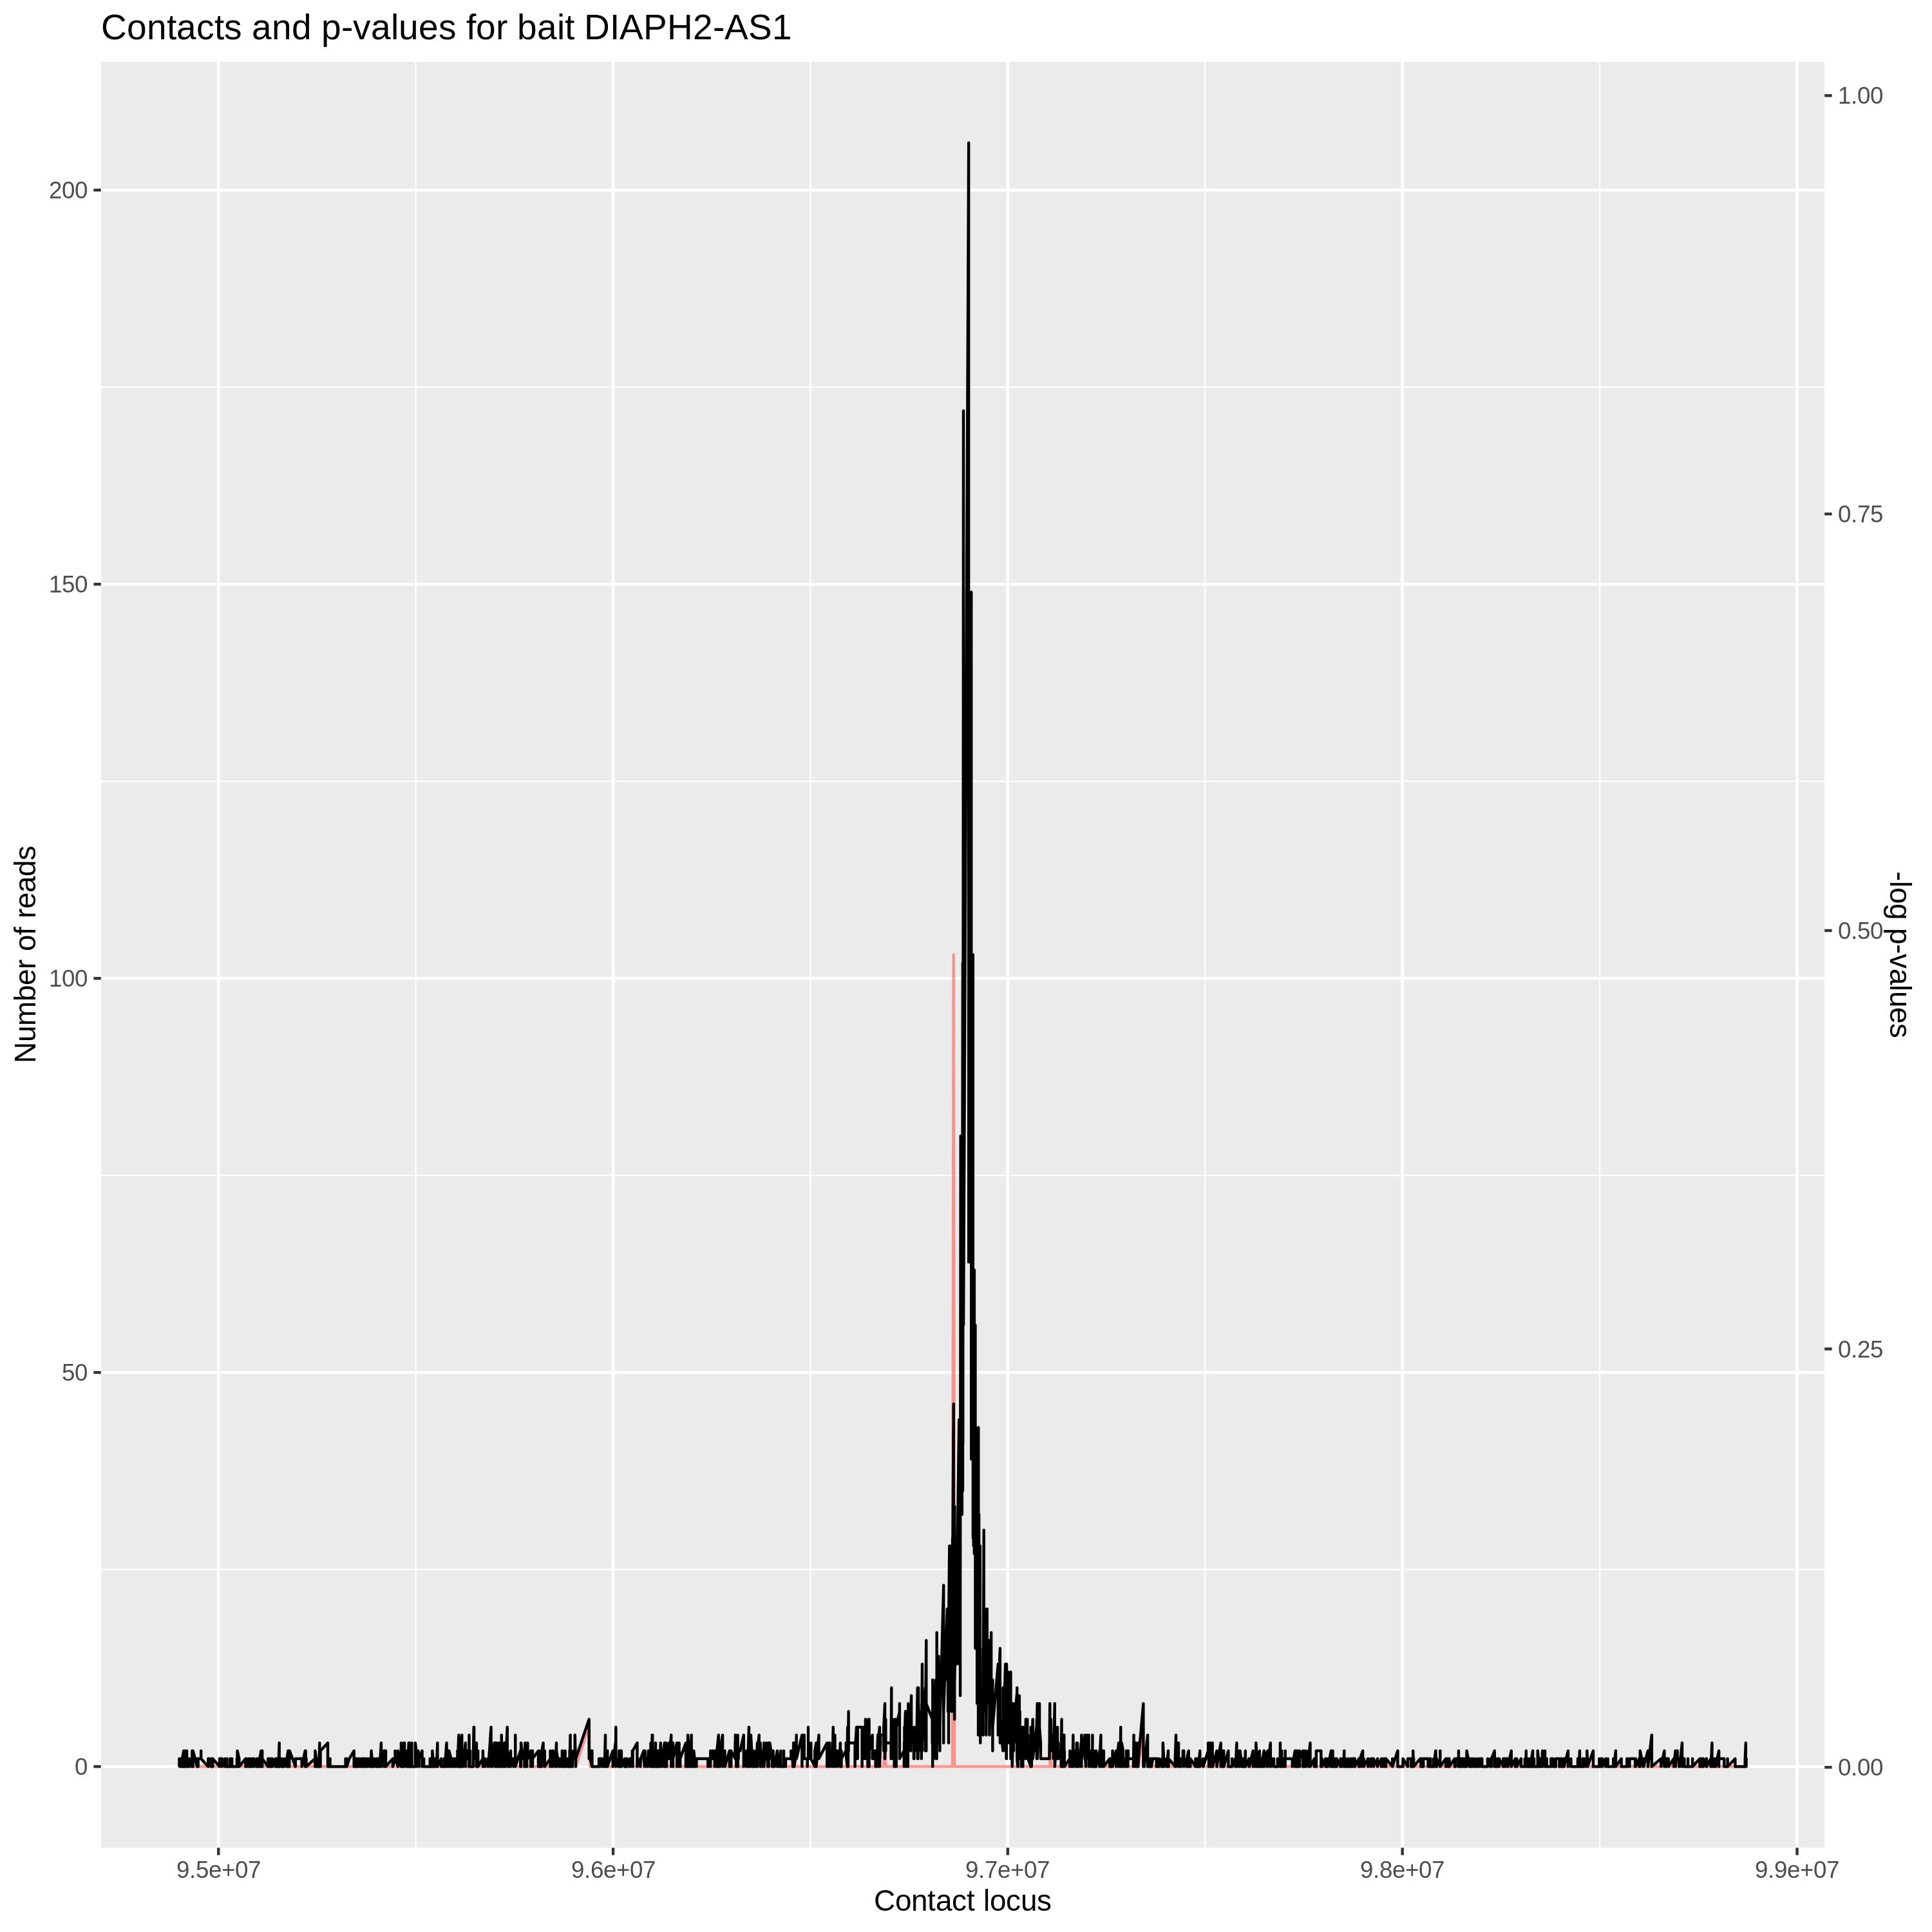 Contacts and p-values for bait DIAPH2-AS1
1.00
200
0.75
150
Number of reads
-log p-values
0.50
100
0.25
50
0
0.00
9.5e+07
9.6e+07
9.7e+07
9.8e+07
9.9e+07
Contact locus